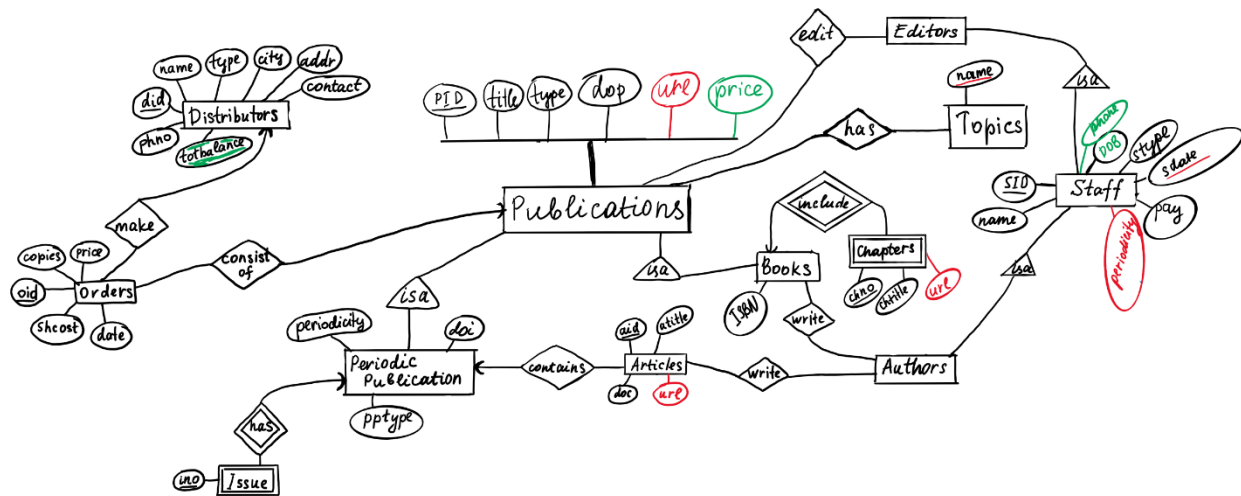 edit
Editors
isa
name
type
city
addr
contact
did
Distributors
phno
totbalance
PID
title
type
dop
url
price
has
name
Topics
phone
DOB
stype
sdate
SID
Staff
name
pay
periodicity
make
Publications
include
copies
price
consist
of
isa
Books
Chapters
isa
oid
Orders
isa
ISBN
chno
chtitle
url
shcost
date
periodicity
doi
aid
atitle
write
Periodic
Publication
contains
Articles
write
Authors
doc
url
pptype
has
ino
Issue